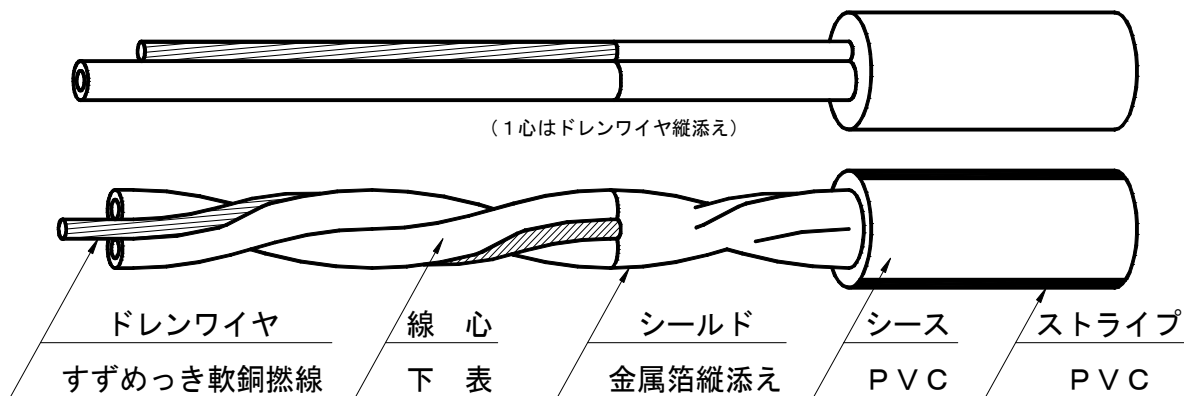 (1心はドレンワイヤ縦添え)
ドレンワイヤ 線 心 シールド シース ストライプ
すずめっき軟銅撚線 下 表 金属箔縦添え PVC PVC